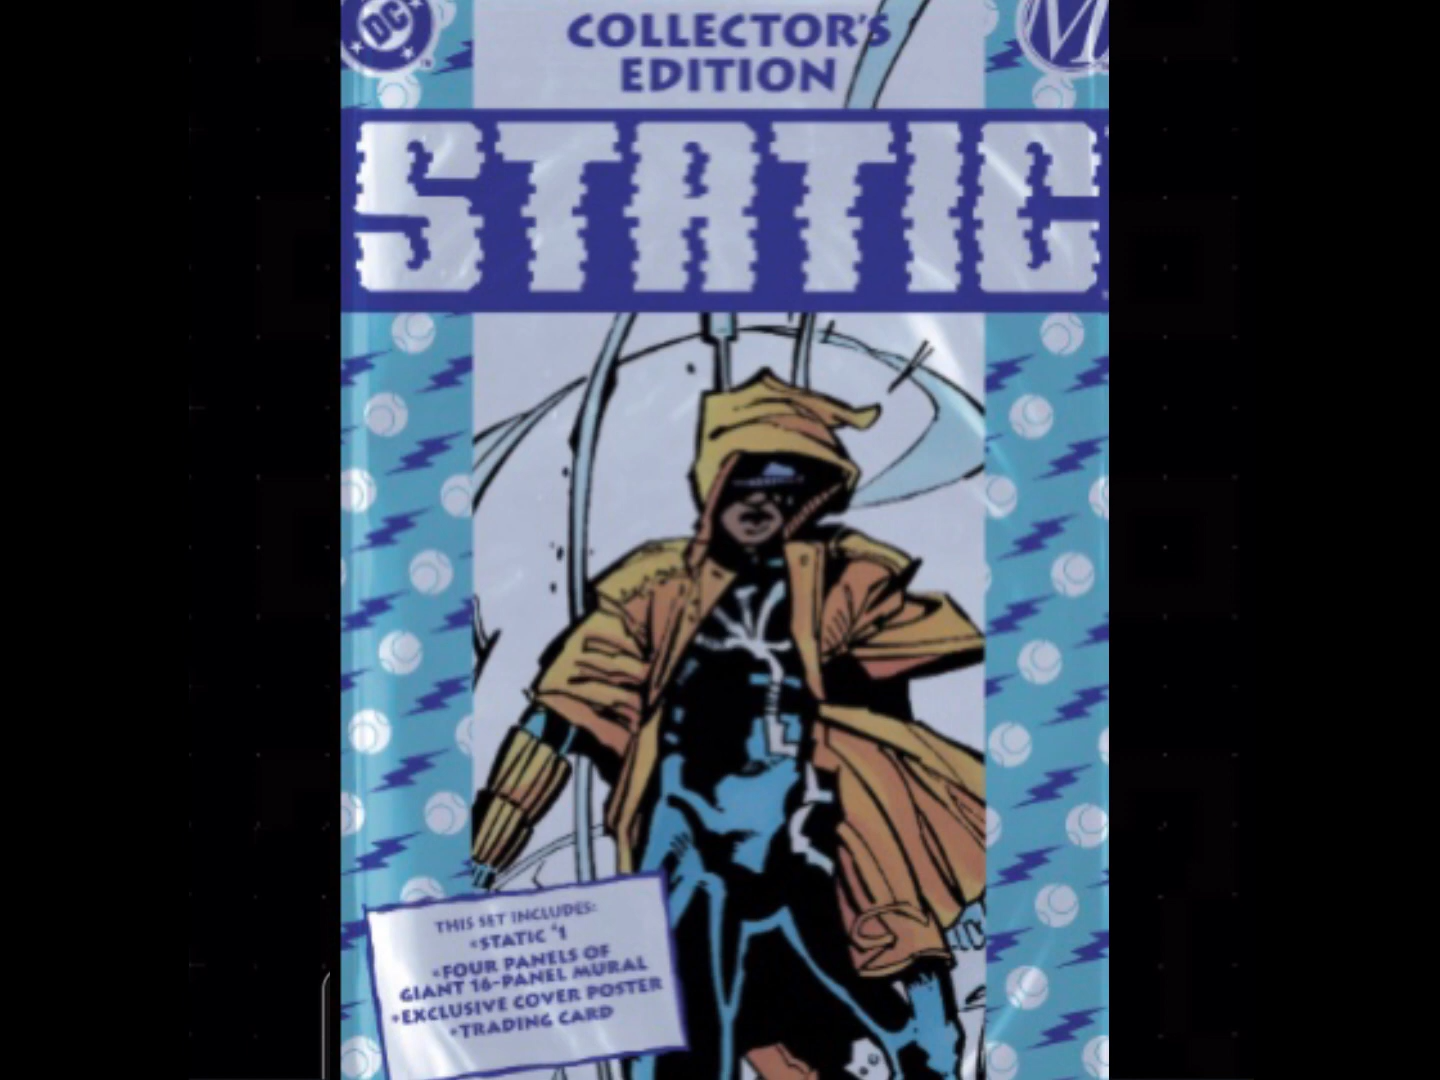 DC
COLLECTOR'S
EDITION
M
STATIC
THIS SET INCLUDES:
•STATIC #1
•FOUR PANELS OF
GIANT 16-PANEL MURAL
•EXCLUSIVE COVER POSTER
•TRADING CARD